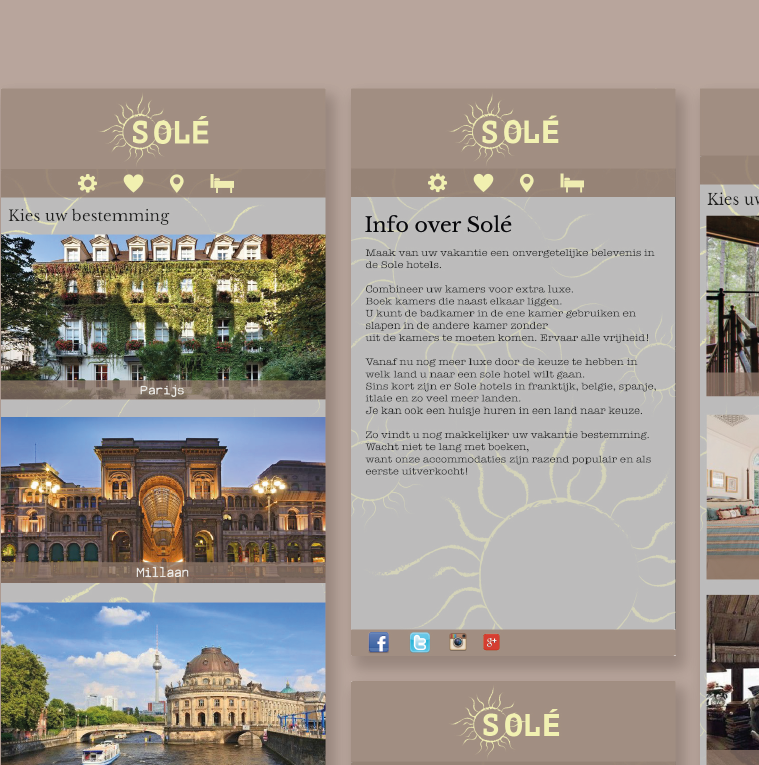 SOLÉ
Kies uw bestemming
Parijs
Millaan
SOLÉ
Info over Solé
Maak van uw vakantie een onvergetelijke belevenis in
de Sole hotels.
Combineer uw kamers voor extra luxe.
Boek kamers die naast elkaar liggen.
U kunt de badkamer in de ene kamer gebruiken en
slapen in de andere kamer zonder
uit de kamers te moeten komen. Ervaar alle vrijheid!
Vanaf nu nog meer luxe door de keuze te hebben in
welk land u naar een sole hotel wilt gaan.
Sins kort zijn er Sole hotels in franktijk, belgie, spanje,
itlaie en zo veel meer landen.
Je kan ook een huisje huren in een land naar keuze.
Zo vindt u nog makkelijker uw vakantie bestemming.
Wacht niet te lang met boeken,
want onze accommodaties zijn razend populair en als
eerste uitverkocht!
f
t
g+
SOLÉ
Kies uw